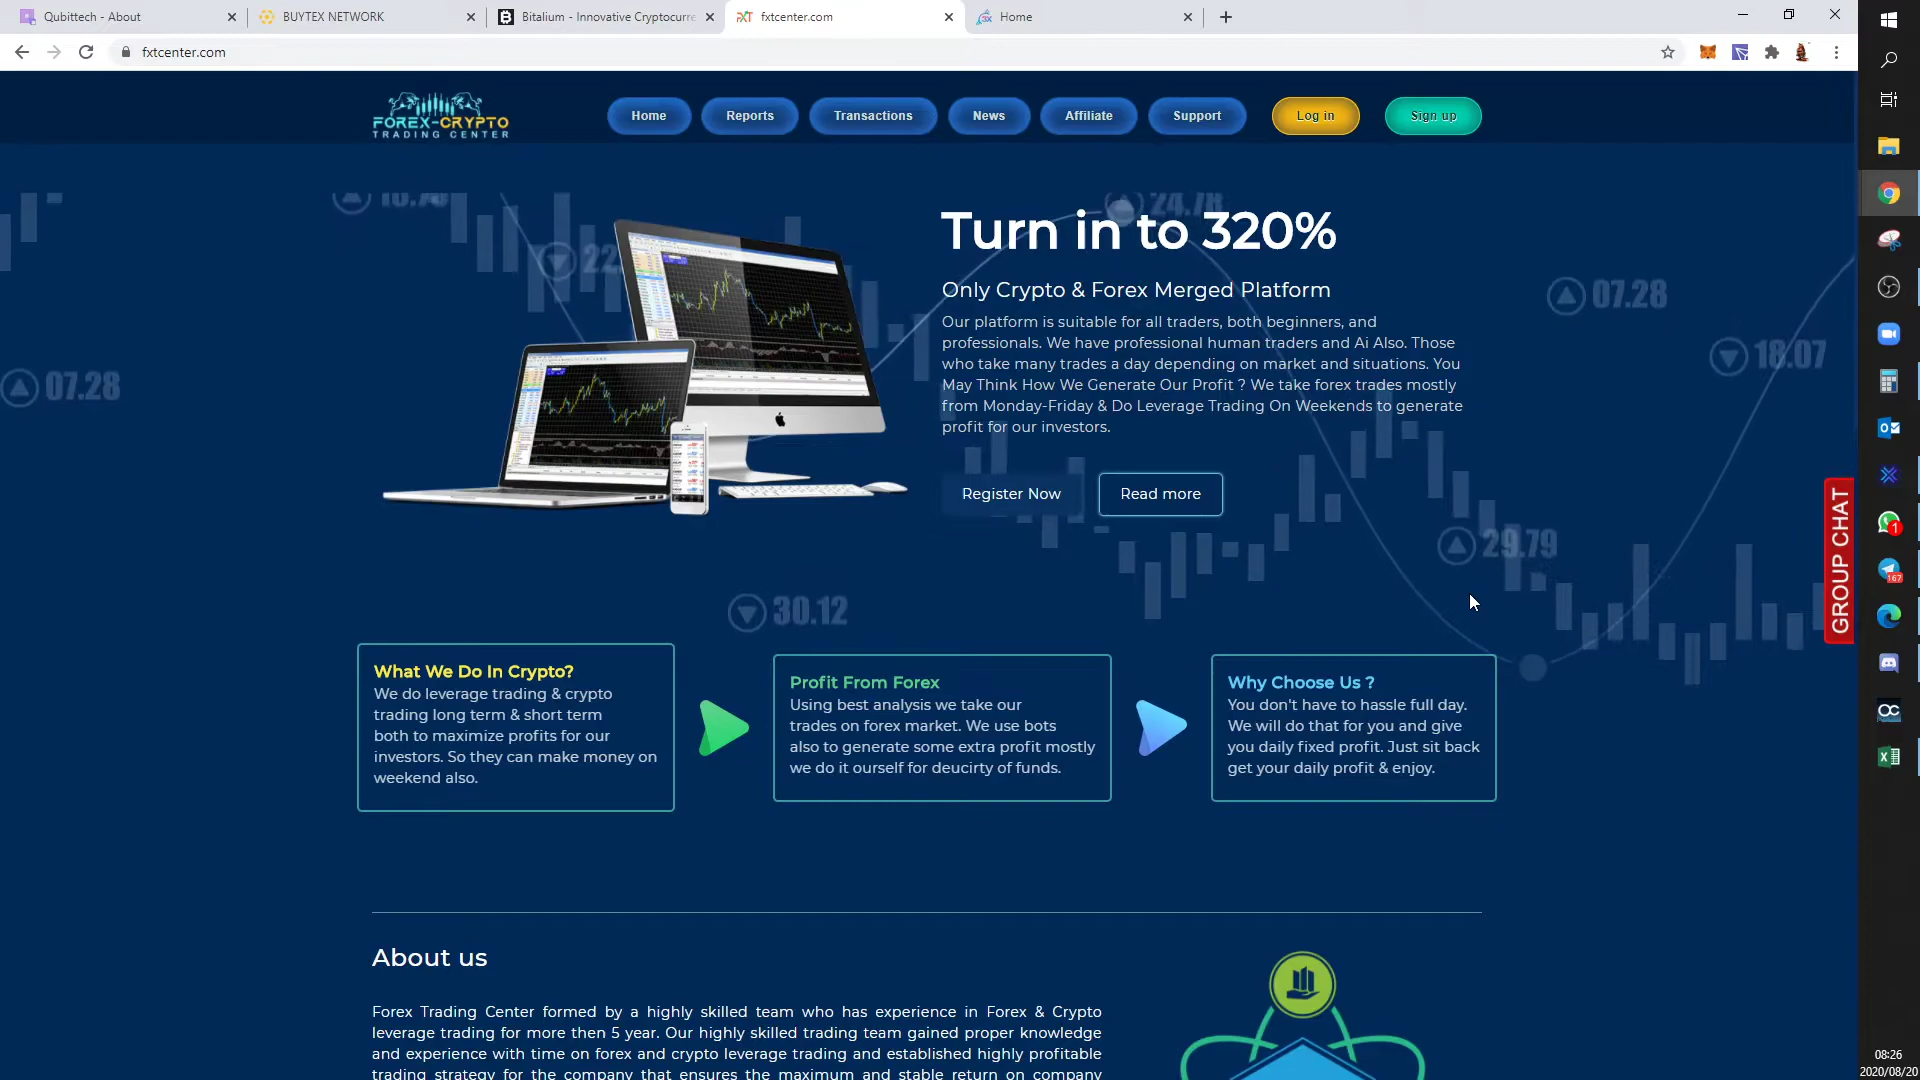 Qubittech - About
BUYTEX NETWORK
Bitalium - Innovative Cryptocurre
fxtcenter.com
Home
fxtcenter.com
FOREX-CRYPTO
TRADING CENTER
Home
Reports
Transactions
News
Affiliate
Support
Log in
Sign up
24.78
07.28
18.07
07.28
29.79
30.12
Turn in to 320%
Only Crypto & Forex Merged Platform
Our platform is suitable for all traders, both beginners, and
professionals. We have professional human traders and Ai Also. Those
who take many trades a day depending on market and situations. You
May Think How We Generate Our Profit ? We take forex trades mostly
from Monday-Friday & Do Leverage Trading On Weekends to generate
profit for our investors.
Register Now
Read more
GROUP CHAT
What We Do In Crypto?
We do leverage trading & crypto
trading long term & short term
both to maximize profits for our
investors. So they can make money on
weekend also.
Profit From Forex
Using best analysis we take our
trades on forex market. We use bots
also to generate some extra profit mostly
we do it ourself for deucirty of funds.
Why Choose Us ?
You don't have to hassle full day.
We will do that for you and give
you daily fixed profit. Just sit back
get your daily profit & enjoy.
About us
Forex Trading Center formed by a highly skilled team who has experience in Forex & Crypto
leverage trading for more then 5 year. Our highly skilled trading team gained proper knowledge
and experience with time on forex and crypto leverage trading and established highly profitable
trading strategy for the company that ensures the maximum and stable return on company
1
167
08:26
2020/08/20